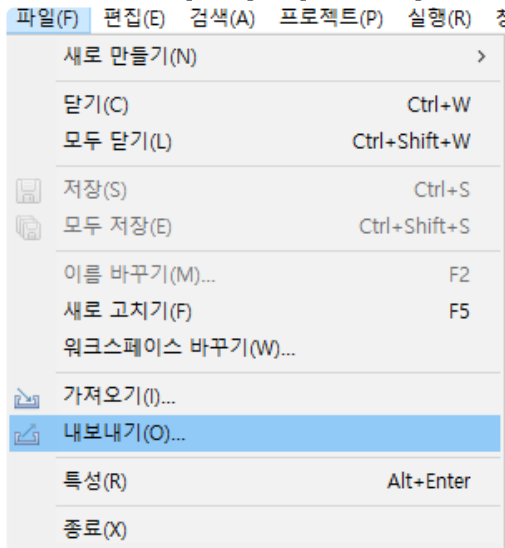 파일(F) 편집(E) 검색(A) 프로젝트(P) 실행(R)
새로 만들기(N) >
닫기(C) Ctrl+W
모두 닫기(L) Ctrl+Shift+W
저장(S) Ctrl+S
모두 저장(E) Ctrl+Shift+S
이름 바꾸기(M)... F2
새로 고치기(F) F5
워크스페이스 바꾸기(W)...
가져오기(I)...
내보내기(O)...
특성(R) Alt+Enter
종료(X)